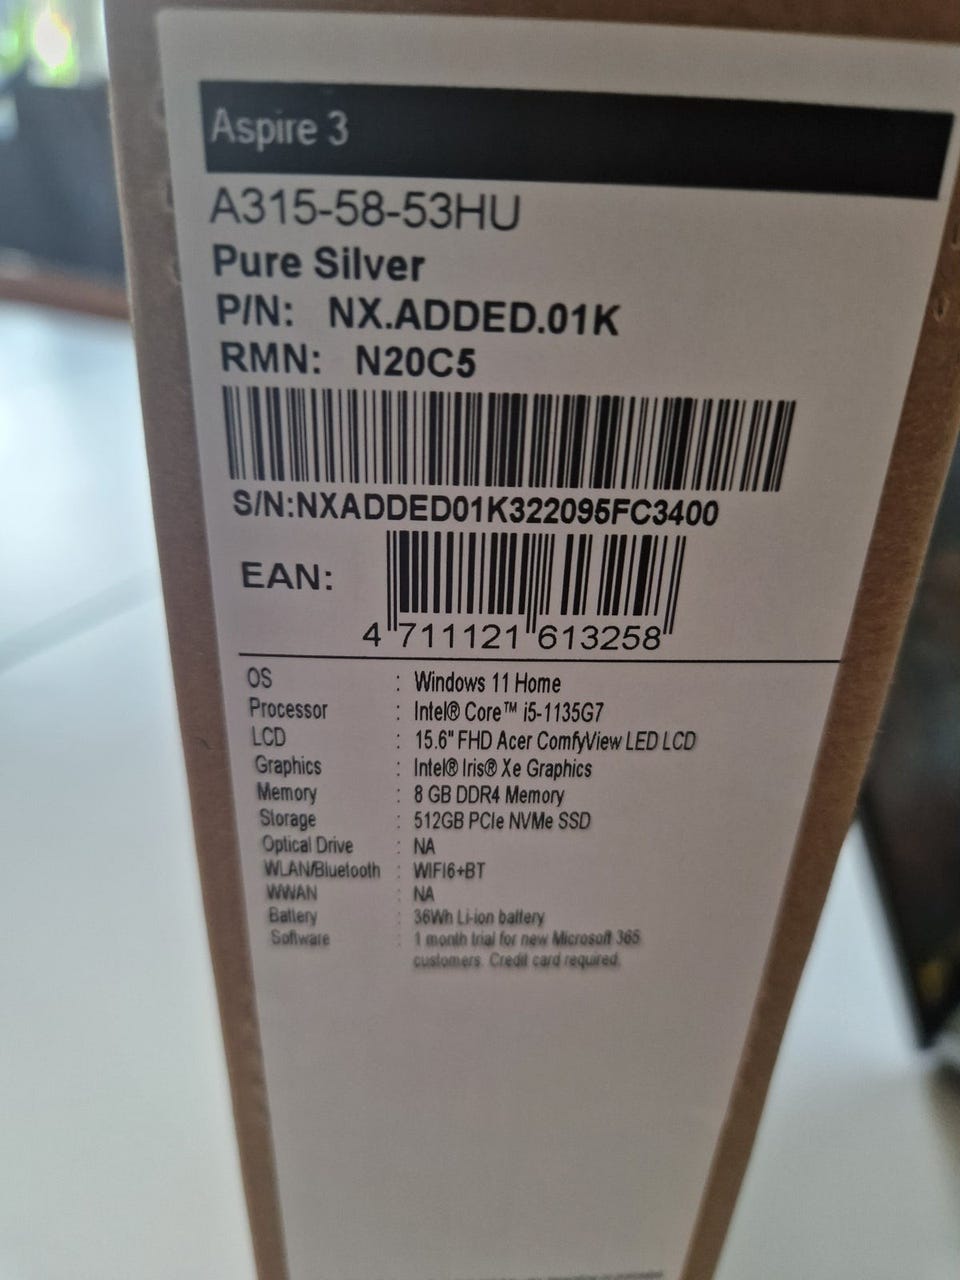 Aspire 3
A315-58-53HU
Pure Silver
P/N: NX.ADDED.01K
RMN: N20C5
S/N:NXADDED01K322095FC3400
EAN:
4 711121 613258
OS : Windows 11 Home
Processor : Intel® Core™ i5-1135G7
LCD : 15.6" FHD Acer ComfyView LED LCD
Graphics : Intel® Iris® Xe Graphics
Memory : 8 GB DDR4 Memory
Storage : 512GB PCIe NVMe SSD
Optical Drive : NA
WLAN/Bluetooth : WIFI6+BT
WWAN : NA
Battery : 36Wh Li-ion battery
Software : 1 month trial for new Microsoft 365
customers. Credit card required.